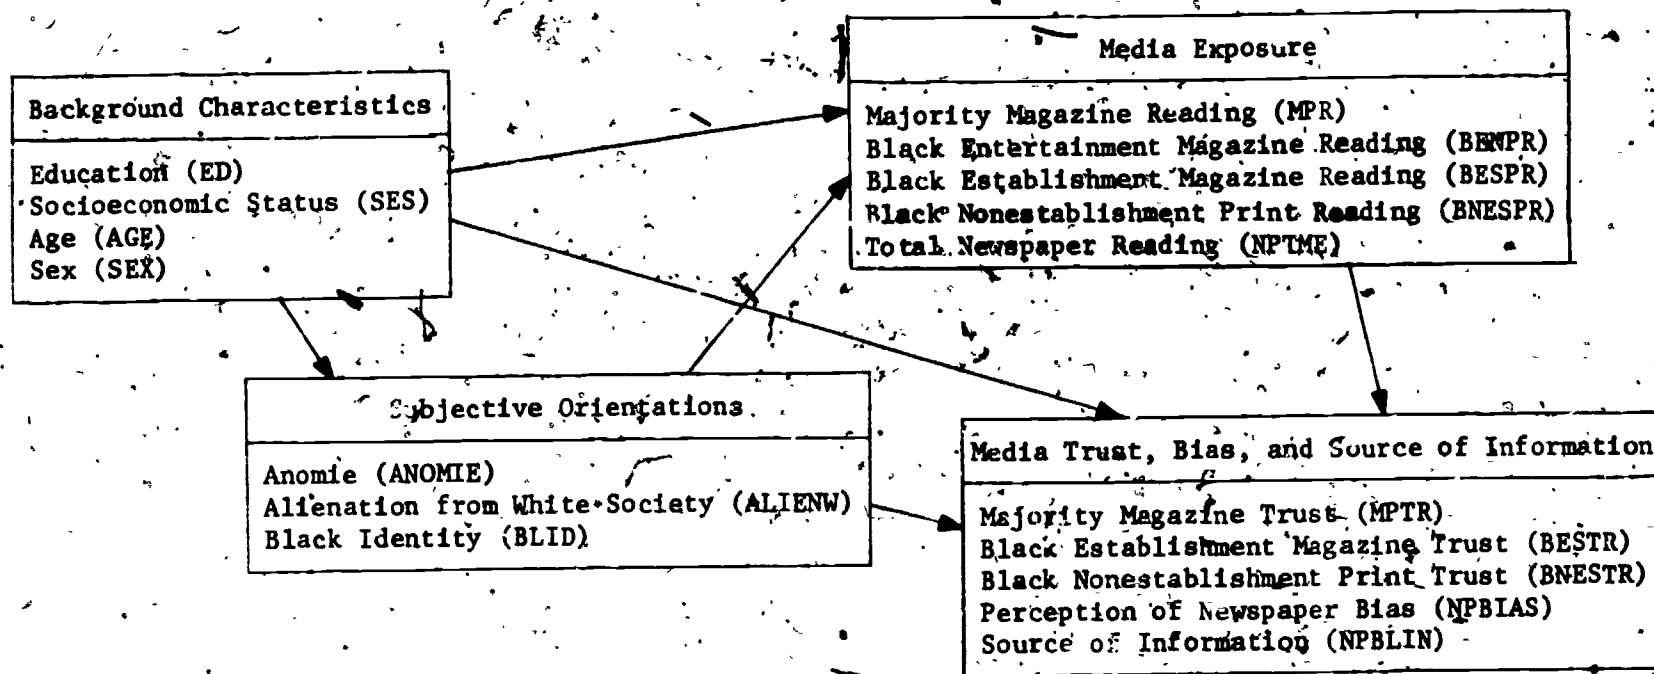 Background Characteristics
Education (ED)
Socioeconomic Status (SES)
Age (AGE)
Sex (SEX)
Media Exposure
Majority Magazine Reading (MPR)
Black Entertainment Magazine Reading (BENPR)
Black Establishment Magazine Reading (BESPR)
Black Nonestablishment Print Reading (BNESPR)
Total Newspaper Reading (NPTME)
Subjective Orientations
Anomie (ANOMIE)
Alienation from White Society (ALIENW)
Black Identity (BLID)
Media Trust, Bias, and Source of Information
Majority Magazine Trust (MPTR)
Black Establishment Magazine Trust (BESTR)
Black Nonestablishment Print Trust (BNESTR)
Perception of Newspaper Bias (NPBIAS)
Source of Information (NPBLIN)